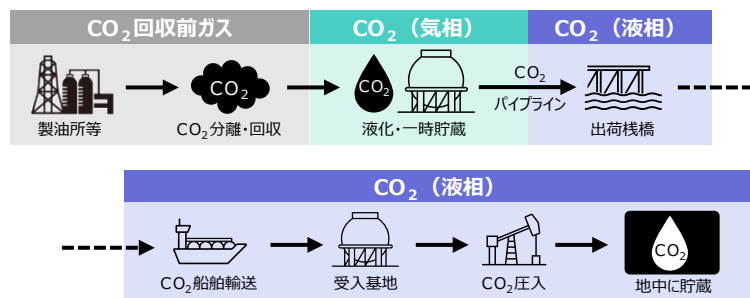 CO₂回収前ガス
CO₂（気相）
CO₂（液相）
CO₂
CO₂
CO₂
パイプライン
製油所等
CO₂分離・回収
液化・一時貯蔵
出荷桟橋
CO₂（液相）
CO₂
CO₂船舶輸送
受入基地
CO₂圧入
地中に貯蔵